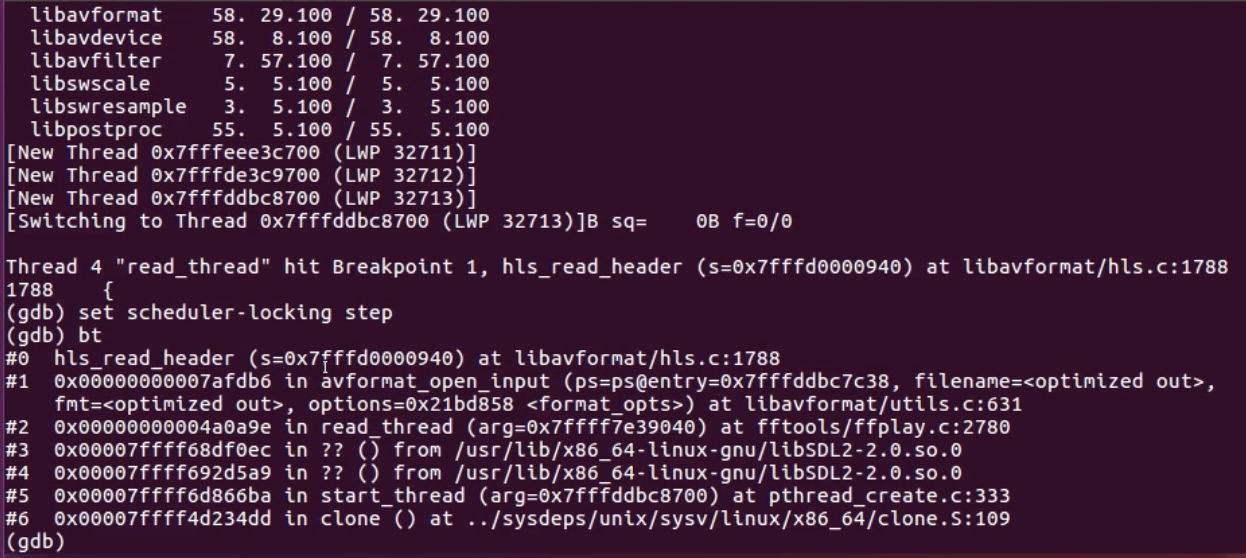 libavformat    58. 29.100 / 58. 29.100
libavdevice    58.  8.100 / 58.  8.100
libavfilter     7. 57.100 /  7. 57.100
libswscale      5.  5.100 /  5.  5.100
libswresample   3.  5.100 /  3.  5.100
libpostproc    55.  5.100 / 55.  5.100
[New Thread 0x7fffeee3c700 (LWP 32711)]
[New Thread 0x7fffde3c9700 (LWP 32712)]
[New Thread 0x7fffddbc8700 (LWP 32713)]
[Switching to Thread 0x7fffddbc8700 (LWP 32713)]B sq=    0B f=0/0
Thread 4 "read_thread" hit Breakpoint 1, hls_read_header (s=0x7fffd0000940) at libavformat/hls.c:1788
1788    {
(gdb) set scheduler-locking step
(gdb) bt
#0  hls_read_header (s=0x7fffd0000940) at libavformat/hls.c:1788
#1  0x00000000007afdb6 in avformat_open_input (ps=ps@entry=0x7fffddbc7c38, filename=<optimized out>,
    fmt=<optimized out>, options=0x21bd858 <format_opts>) at libavformat/utils.c:631
#2  0x00000000004a0a9e in read_thread (arg=0x7ffff7e39040) at fftools/ffplay.c:2780
#3  0x00007ffff68df0ec in ?? () from /usr/lib/x86_64-linux-gnu/libSDL2-2.0.so.0
#4  0x00007ffff692d5a9 in ?? () from /usr/lib/x86_64-linux-gnu/libSDL2-2.0.so.0
#5  0x00007ffff6d866ba in start_thread (arg=0x7fffddbc8700) at pthread_create.c:333
#6  0x00007ffff4d234dd in clone () at ../sysdeps/unix/sysv/linux/x86_64/clone.S:109
(gdb)